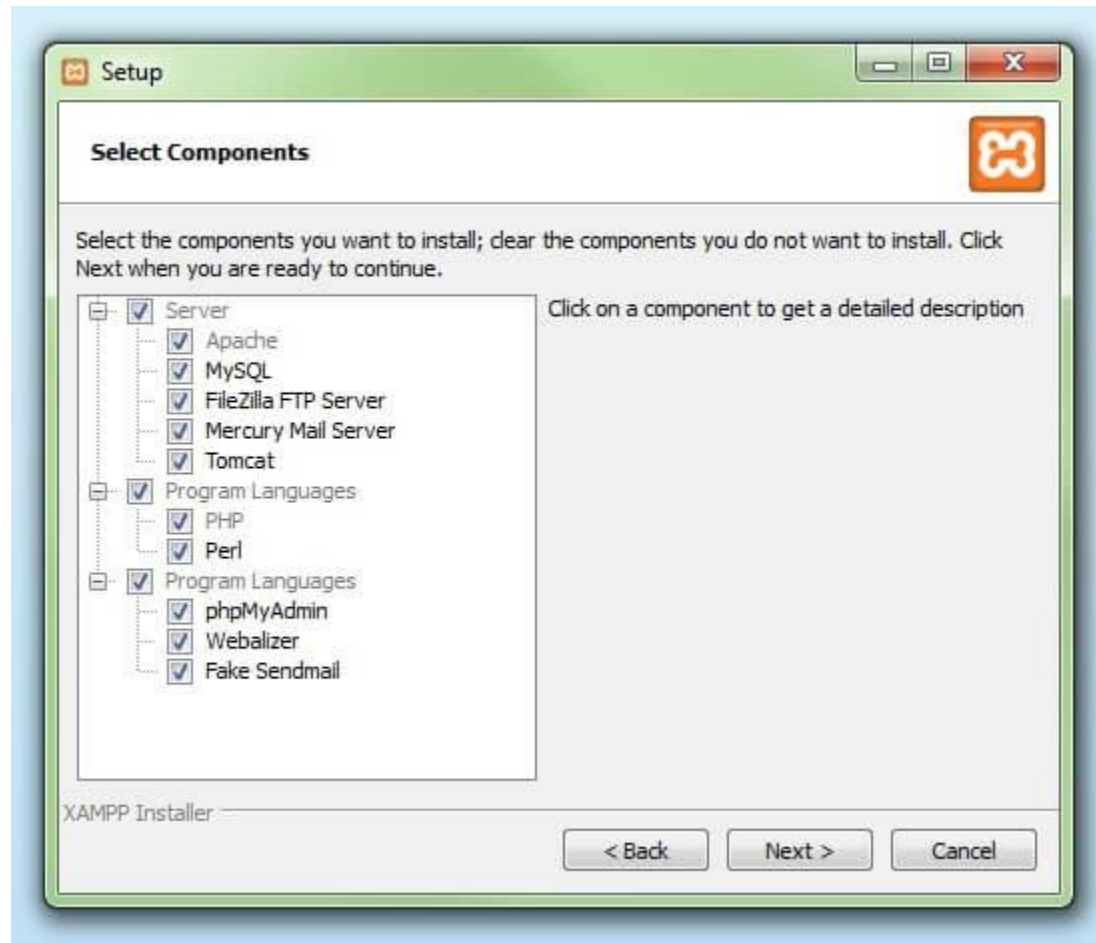 Setup
Select Components
Select the components you want to install; clear the components you do not want to install. Click
Next when you are ready to continue.
Server
Apache
MySQL
FileZilla FTP Server
Mercury Mail Server
Tomcat
Program Languages
PHP
Perl
Program Languages
phpMyAdmin
Webalizer
Fake Sendmail
Click on a component to get a detailed description
XAMPP Installer
< Back
Next >
Cancel